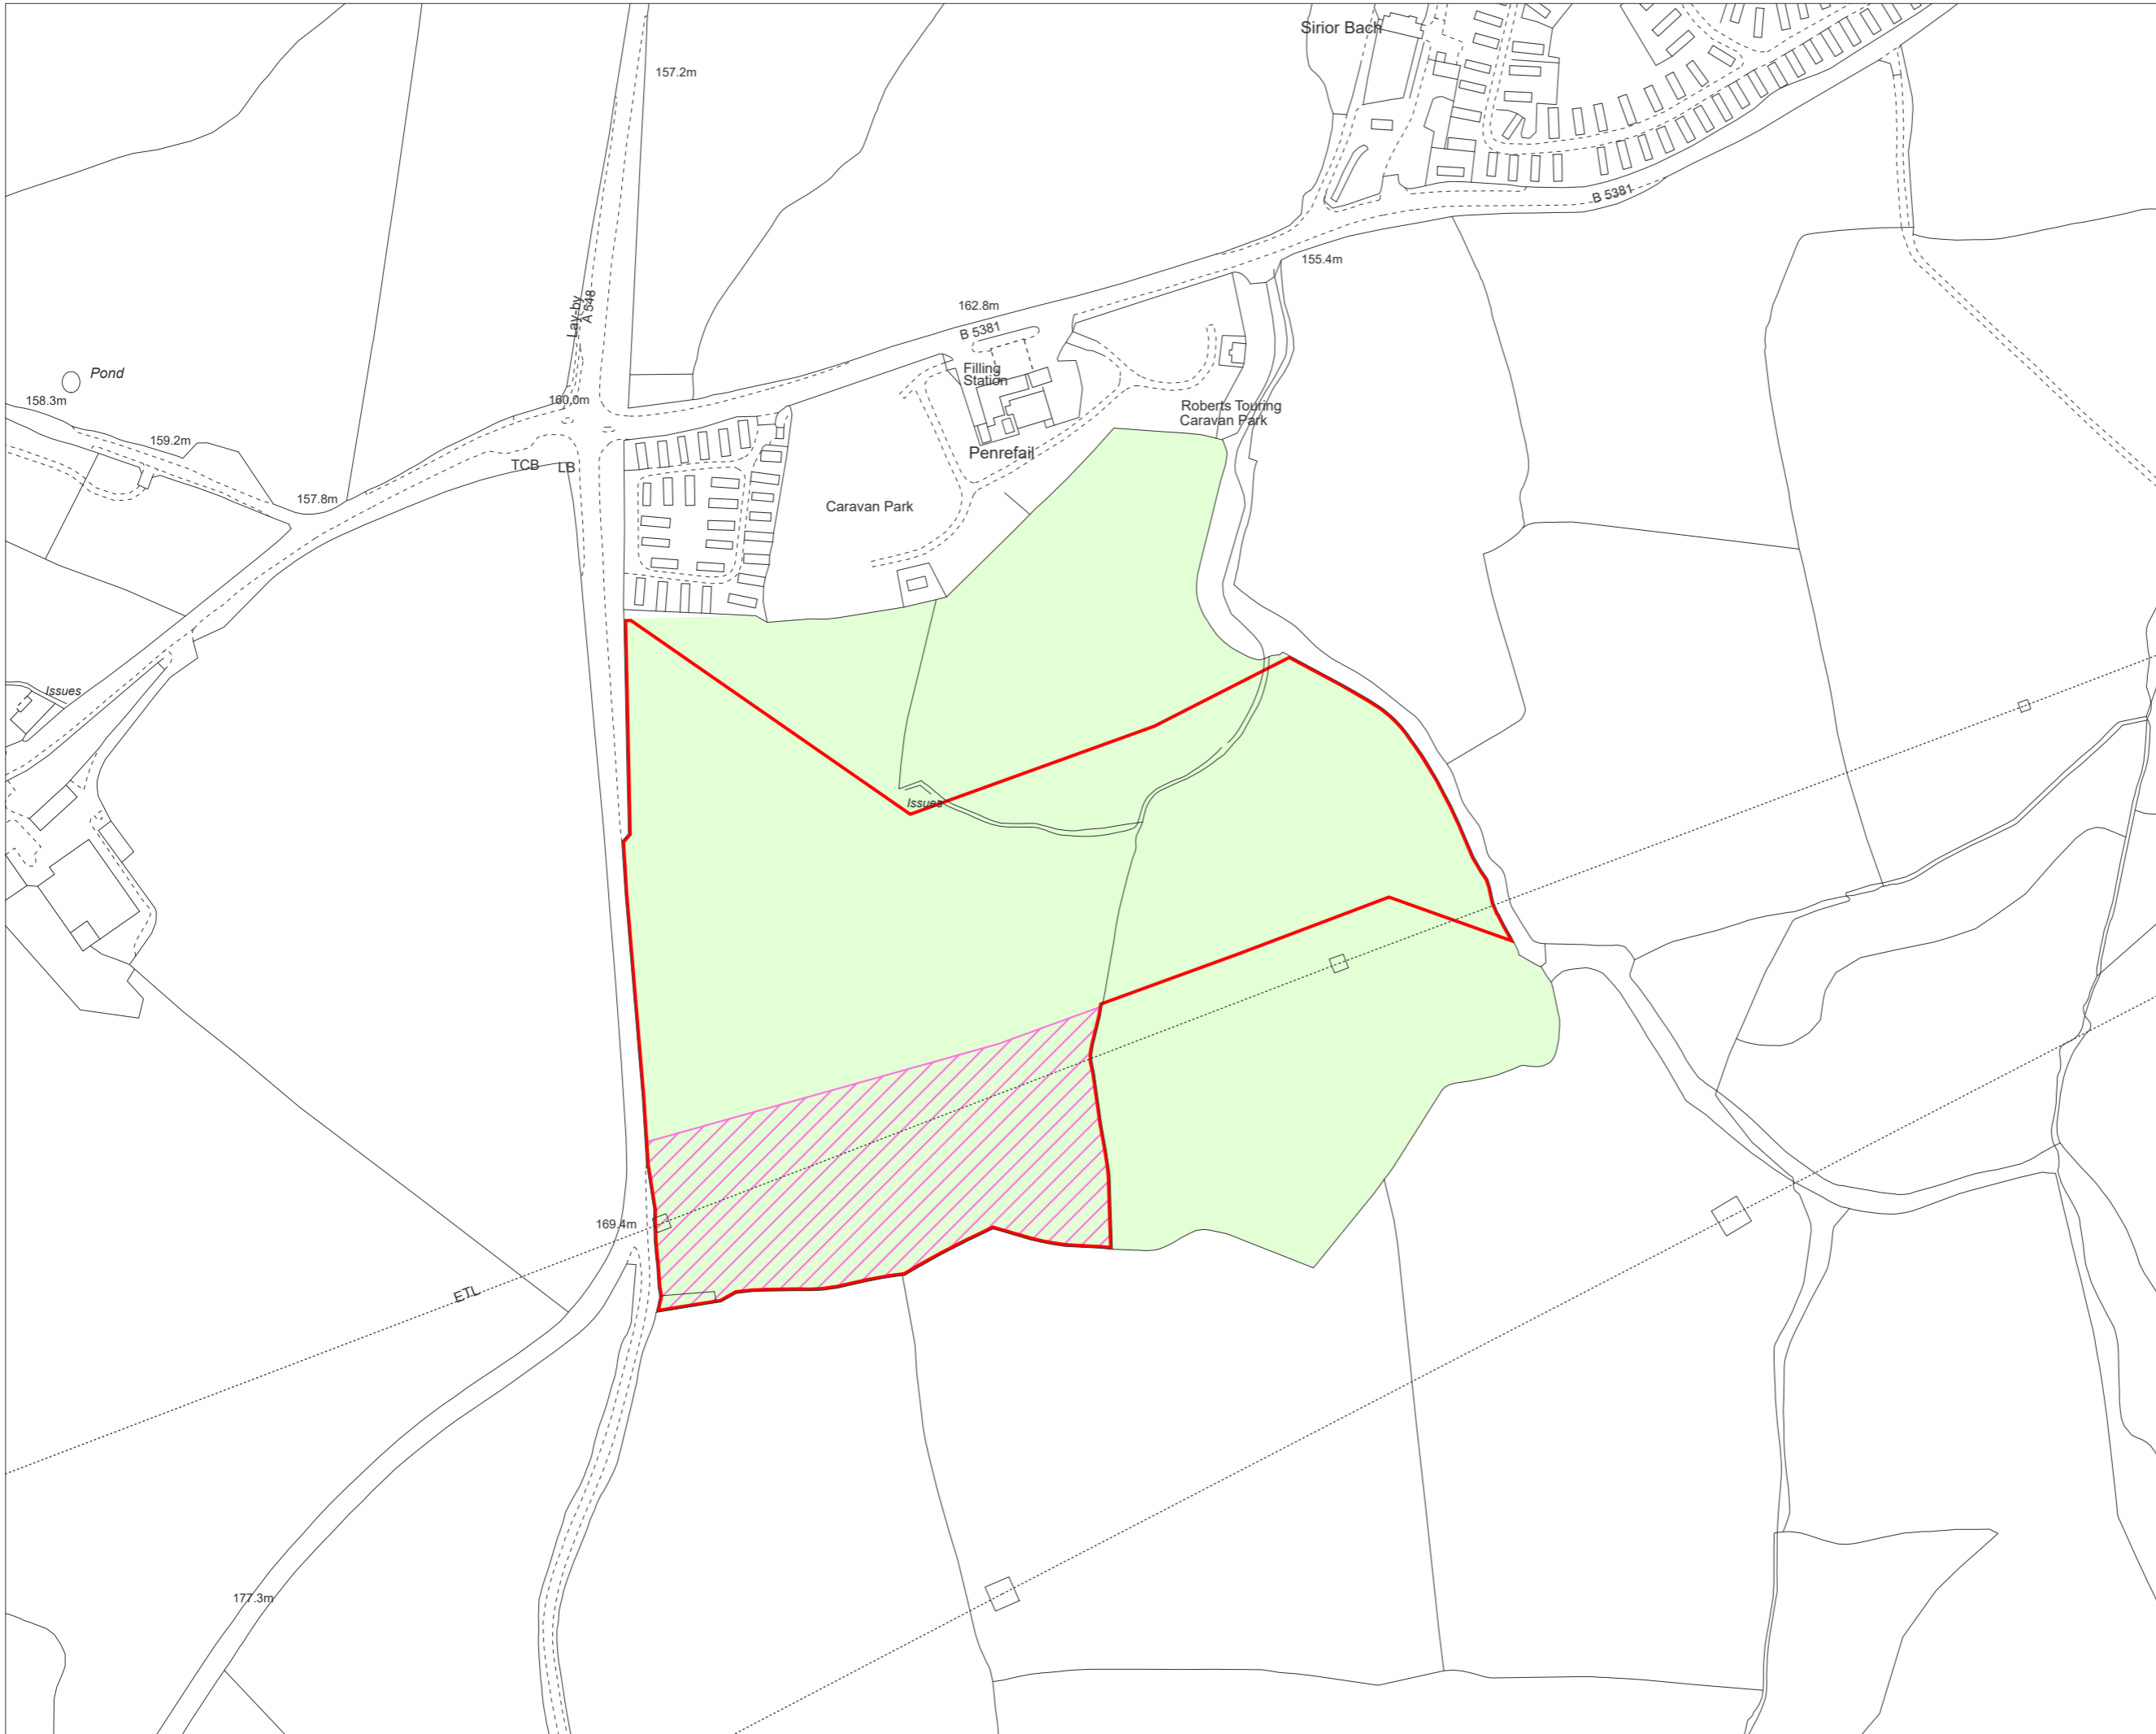 Sirior Bach
157.2m
B 5381
155.4m
Lay-by
A 548
162.8m
B 5381
Pond
Filling
Station
158.3m
160.0m
Roberts Touring
Caravan Park
159.2m
Penrefail
TCB
LB
157.8m
Caravan Park
Issues
Issues
169.4m
ETL
177.3m